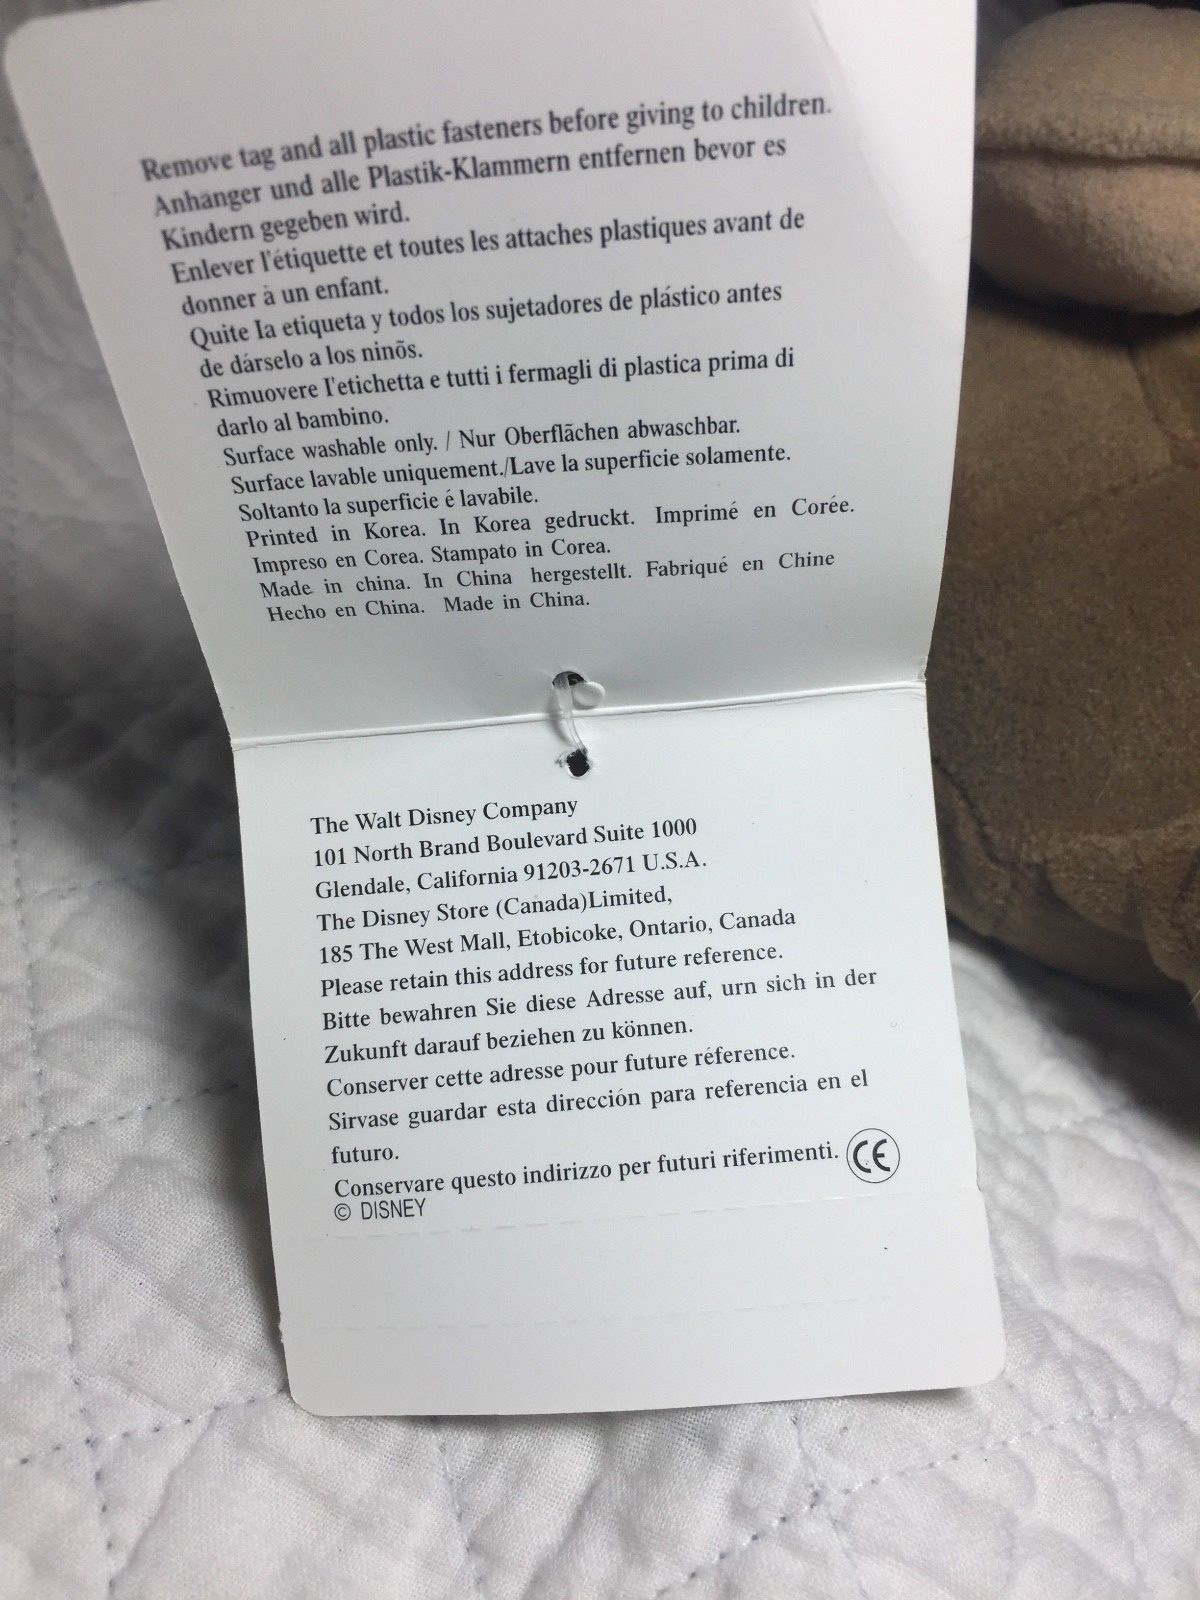 Remove tag and all plastic fasteners before giving to children.
Anhänger und alle Plastik-Klammern entfernen bevor es
Kindern gegeben wird.
Enlever l'étiquette et toutes les attaches plastiques avant de
donner à un enfant.
Quite Ia etiqueta y todos los sujetadores de plástico antes
de dárselo a los ninõs.
Rimuovere I'etichetta e tutti i fermagli di plastica prima di
darlo al bambino.
Surface washable only. / Nur Oberflãchen abwaschbar.
Surface lavable uniquement./Lave la superficie solamente.
Soltanto la superficie é lavabile.
Printed in Korea. In Korea gedruckt. Imprimé en Corée.
Impreso en Corea. Stampato in Corea.
Made in china. In China hergestellt. Fabriqué en Chine
Hecho en China. Made in China.
The Walt Disney Company
101 North Brand Boulevard Suite 1000
Glendale, California 91203-2671 U.S.A.
The Disney Store (Canada)Limited,
185 The West Mall, Etobicoke, Ontario, Canada
Please retain this address for future reference.
Bitte bewahren Sie diese Adresse auf, urn sich in der
Zukunft darauf beziehen zu können.
Conserver cette adresse pour future réference.
Sirvase guardar esta dirección para referencia en el
futuro.
Conservare questo indirizzo per futuri riferimenti. CE
© DISNEY